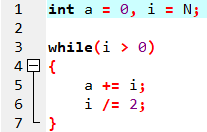 1 int a = 0, i = N;
2
3 while(i > 0)
4 {
5 a += i;
6 i /= 2;
7 }